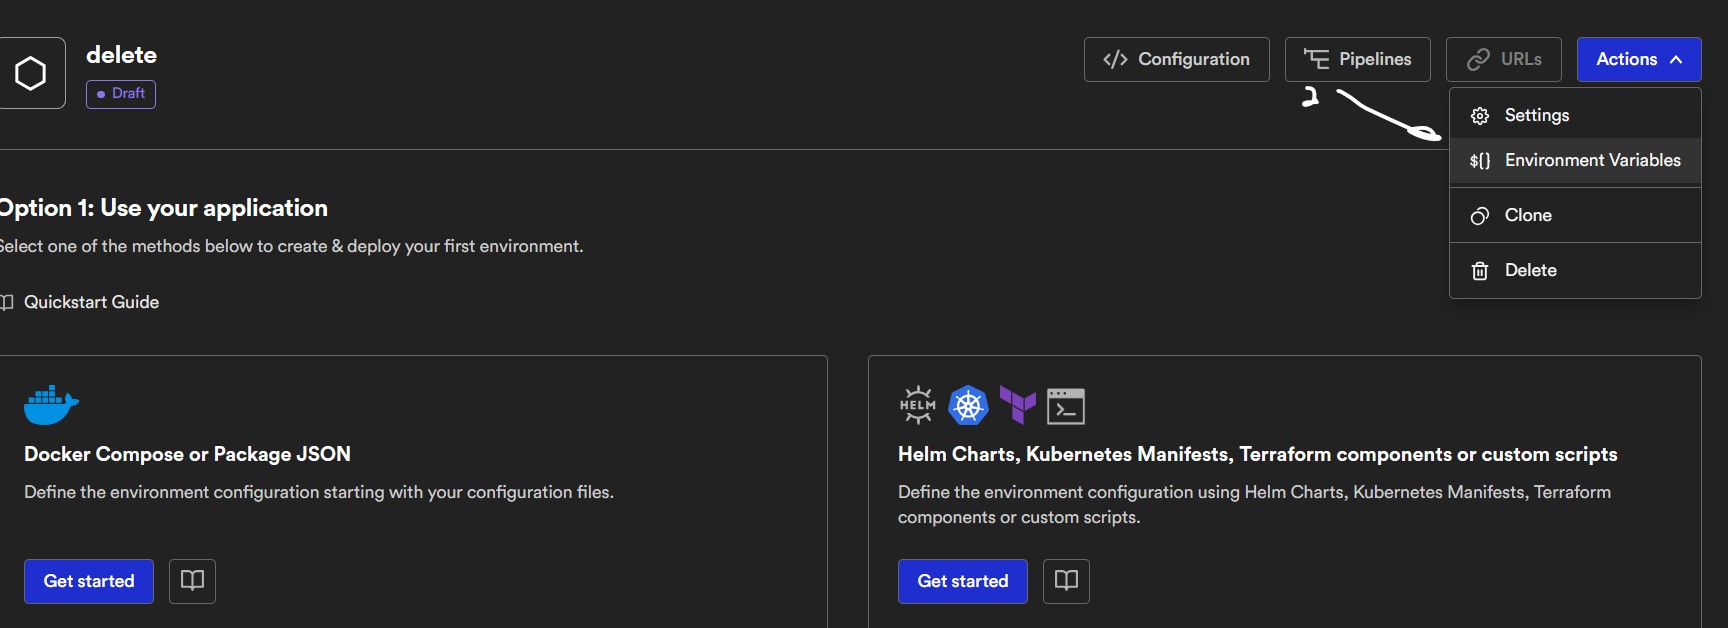 delete
Draft
Configuration
Pipelines
URLs
Actions
2
Settings
${} Environment Variables
Clone
Delete
Option 1: Use your application
Select one of the methods below to create & deploy your first environment.
Quickstart Guide
Docker Compose or Package JSON
Define the environment configuration starting with your configuration files.
Get started
HELM
Helm Charts, Kubernetes Manifests, Terraform components or custom scripts
Define the environment configuration using Helm Charts, Kubernetes Manifests, Terraform
components or custom scripts.
Get started